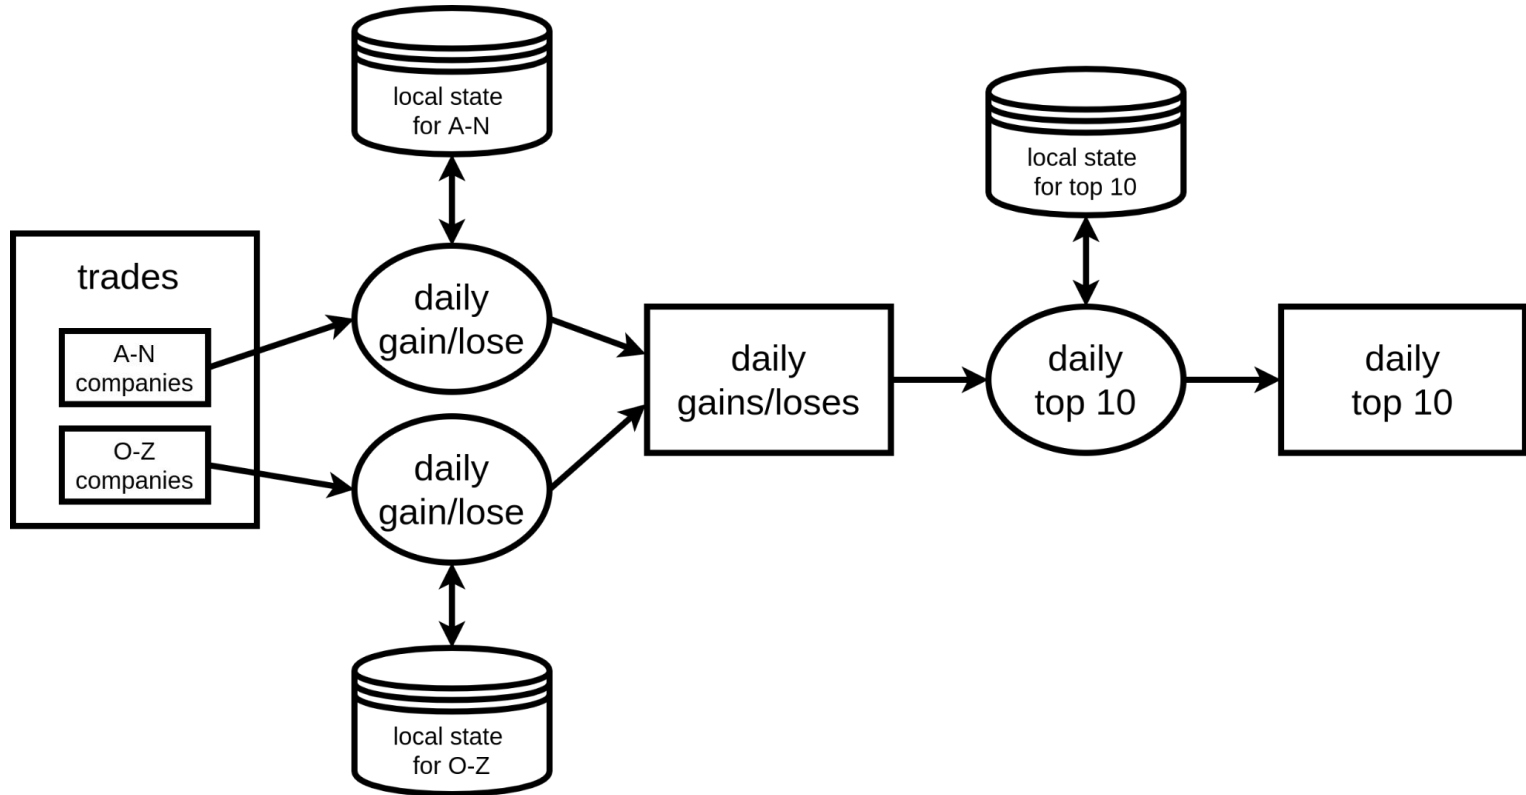 local state
for A-N
local state
for top 10
trades
A-N
companies
O-Z
companies
daily
gain/lose
daily
gain/lose
daily
gains/loses
daily
top 10
daily
top 10
local state
for O-Z